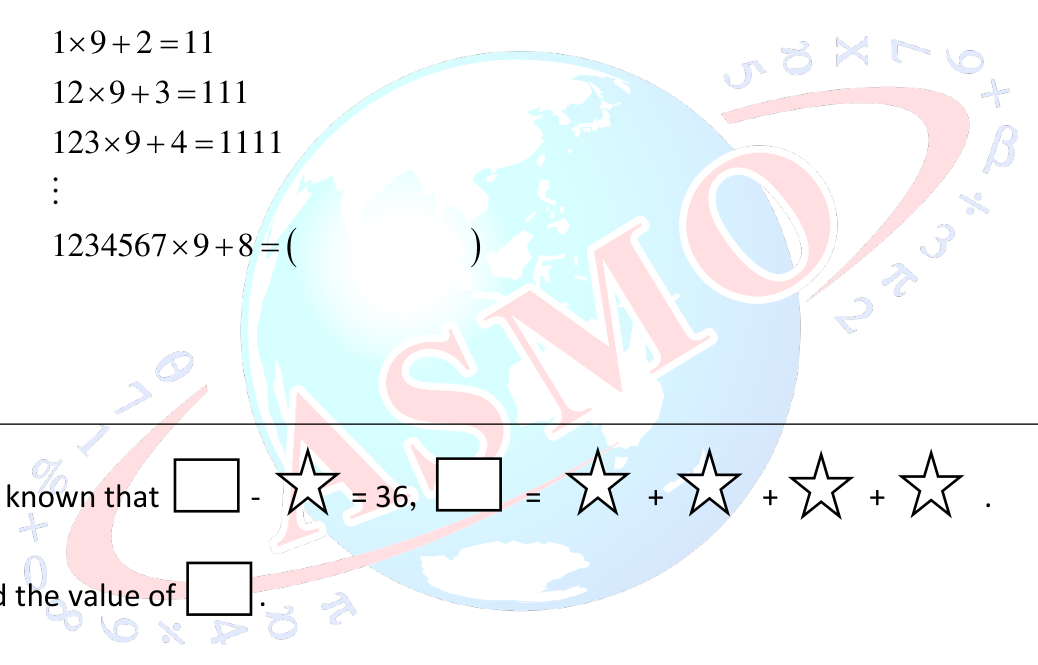 1×9+2=11
12×9+3=111
123×9+4=1111
⋮
1234567×9+8=( )
known that □ - ☆ = 36, □ = ☆ + ☆ + ☆ + ☆ .
the value of □ .
ASMO